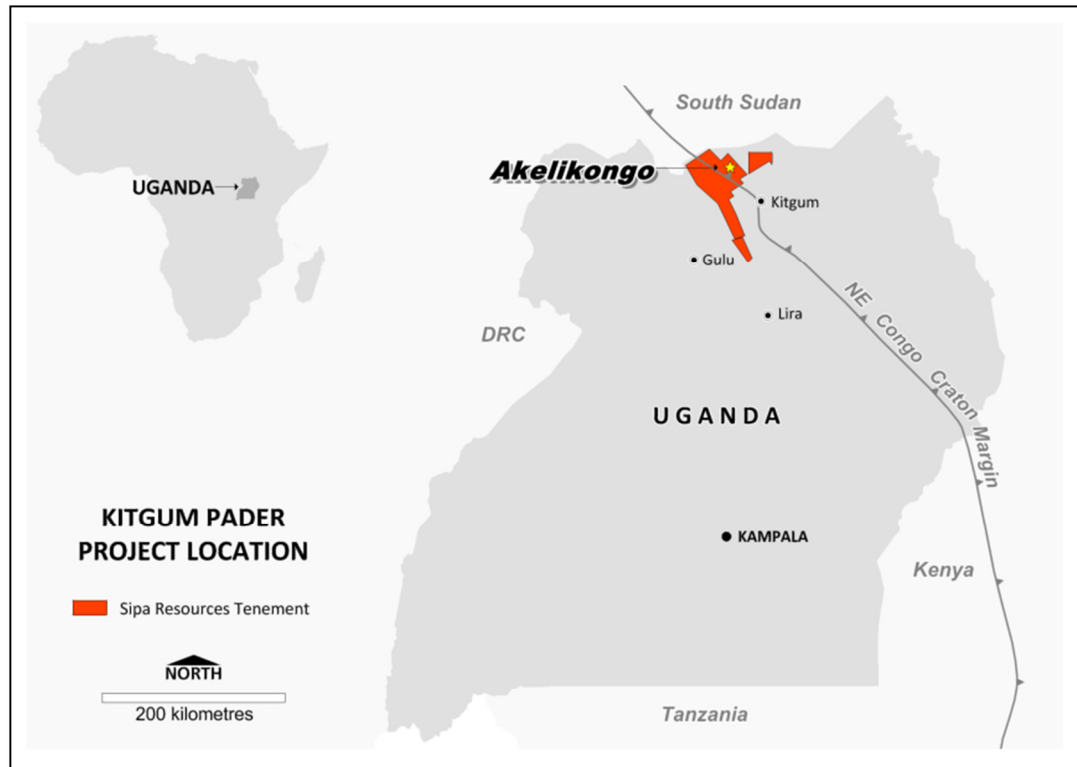 South Sudan
Akelikongo
UGANDA
Kitgum
Gulu
NE Congo Craton Margin
Lira
DRC
UGANDA
KITGUM PADER
PROJECT LOCATION
KAMPALA
Kenya
Sipa Resources Tenement
NORTH
200 kilometres
Tanzania